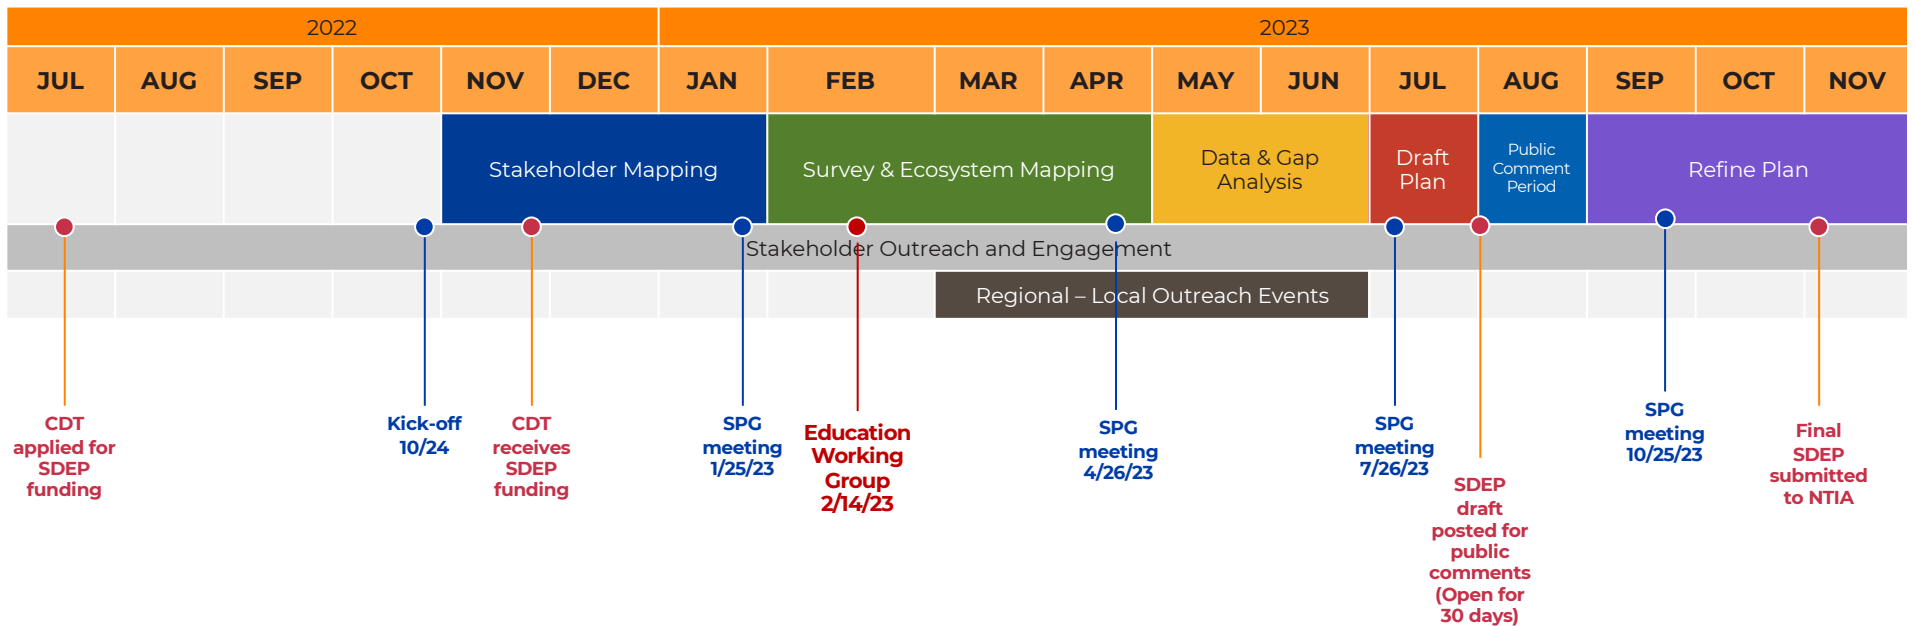 2022
2023
JUL
AUG
SEP
OCT
NOV
DEC
JAN
FEB
MAR
APR
MAY
JUN
JUL
AUG
SEP
OCT
NOV
Stakeholder Mapping
Survey & Ecosystem Mapping
Data & Gap
Analysis
Draft
Plan
Public
Comment
Period
Refine Plan
Stakeholder Outreach and Engagement
Regional – Local Outreach Events
CDT
applied for
SDEP
funding
Kick-off
10/24
CDT
receives
SDEP
funding
SPG
meeting
1/25/23
Education
Working
Group
2/14/23
SPG
meeting
4/26/23
SPG
meeting
7/26/23
SDEP
draft
posted for
public
comments
(Open for
30 days)
SPG
meeting
10/25/23
Final
SDEP
submitted
to NTIA